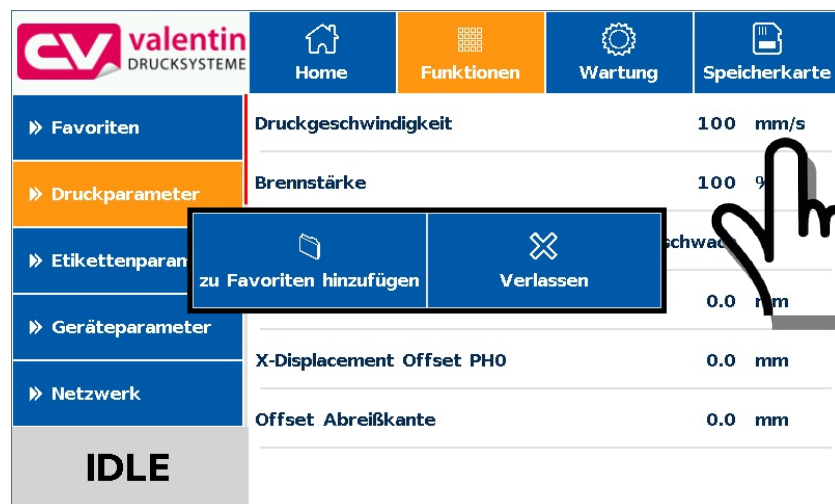 valentin
DRUCKSYSTEME
Home
Funktionen
Wartung
Speicherkarte
Favoriten
Druckparameter
Etikettenparam
Geräteparameter
Netzwerk
IDLE
Druckgeschwindigkeit 100 mm/s
Brennstärke 100 %
zu Favoriten hinzufügen
Verlassen
0.0 mm
X-Displacement Offset PH0 0.0 mm
Offset Abreißkante 0.0 mm